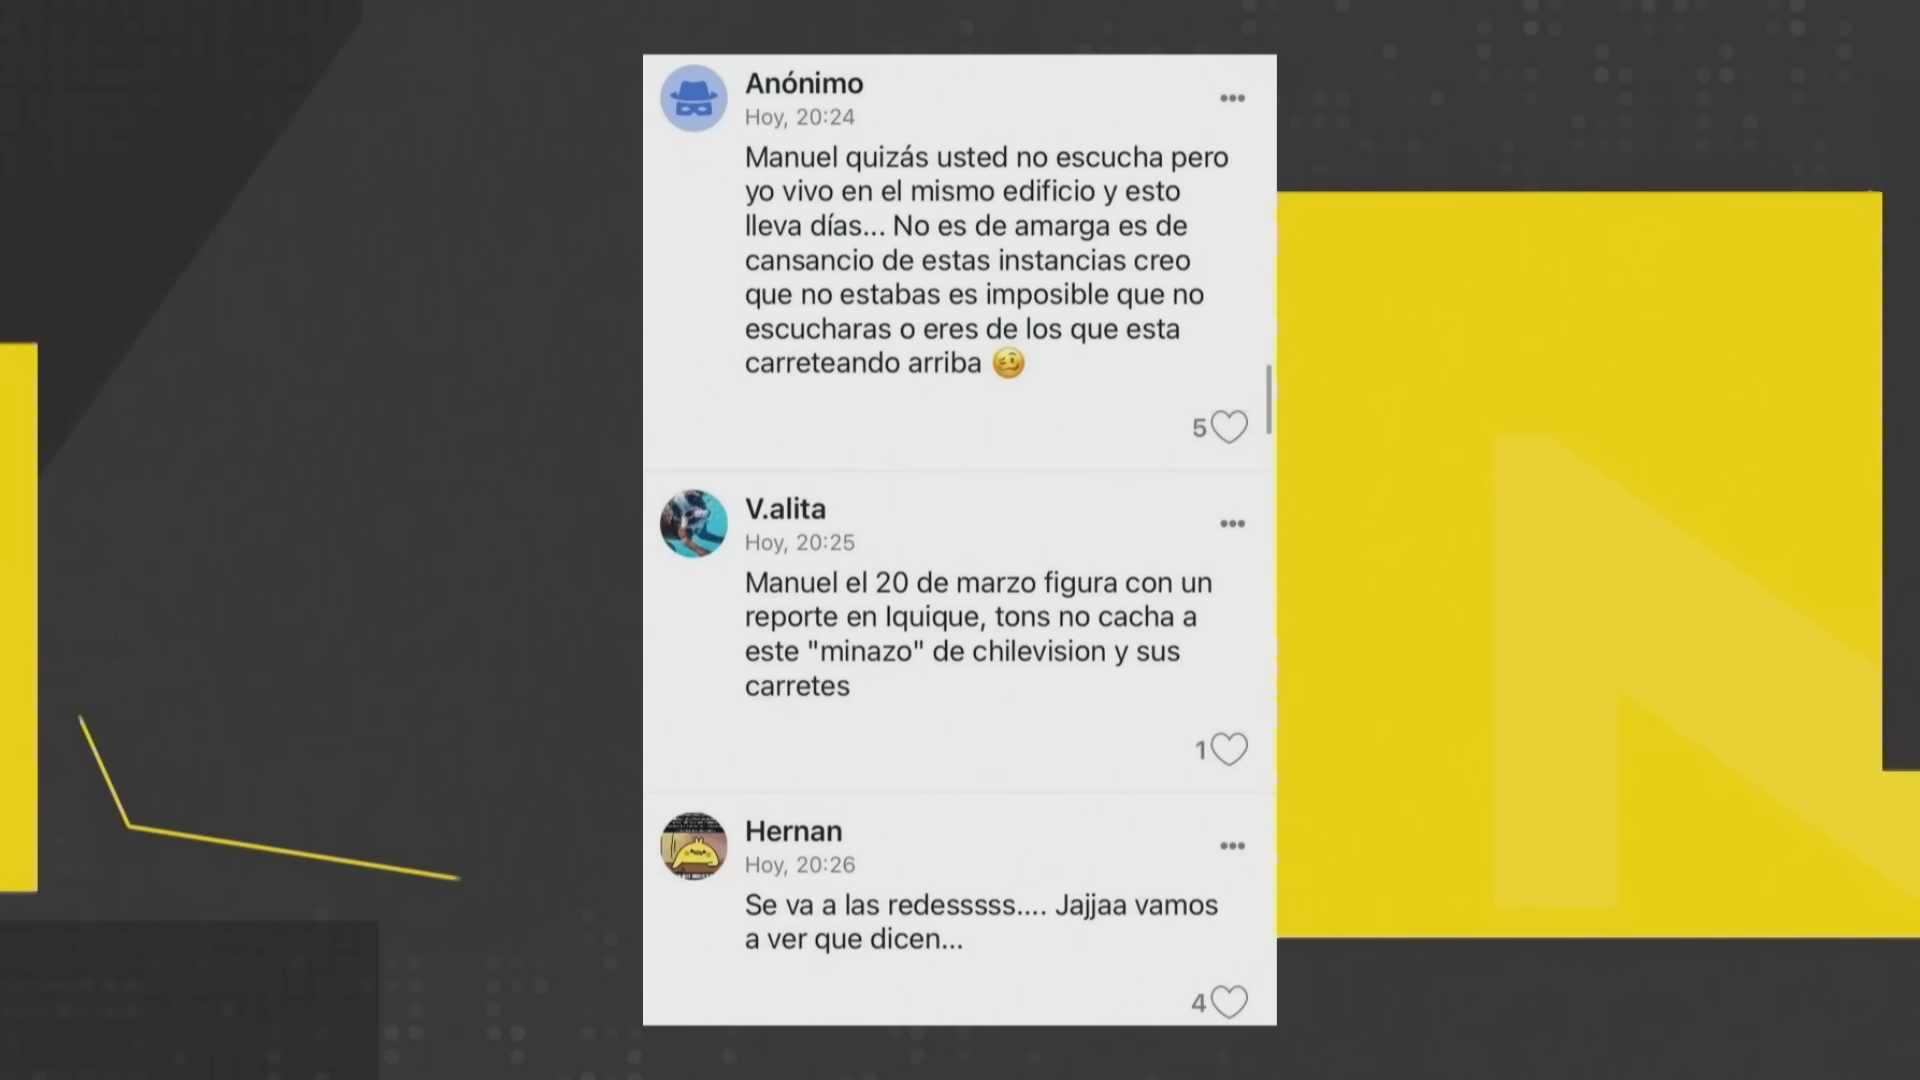 Anónimo
Hoy, 20:24
Manuel quizás usted no escucha pero
yo vivo en el mismo edificio y esto
lleva días... No es de amarga es de
cansancio de estas instancias creo
que no estabas es imposible que no
escucharas o eres de los que esta
carreteando arriba 🥴
5
V.alita
Hoy, 20:25
Manuel el 20 de marzo figura con un
reporte en Iquique, tons no cacha a
este "minazo" de chilevision y sus
carretes
1
Hernan
Hoy, 20:26
Se va a las redesssss.... Jajjaa vamos
a ver que dicen...
4